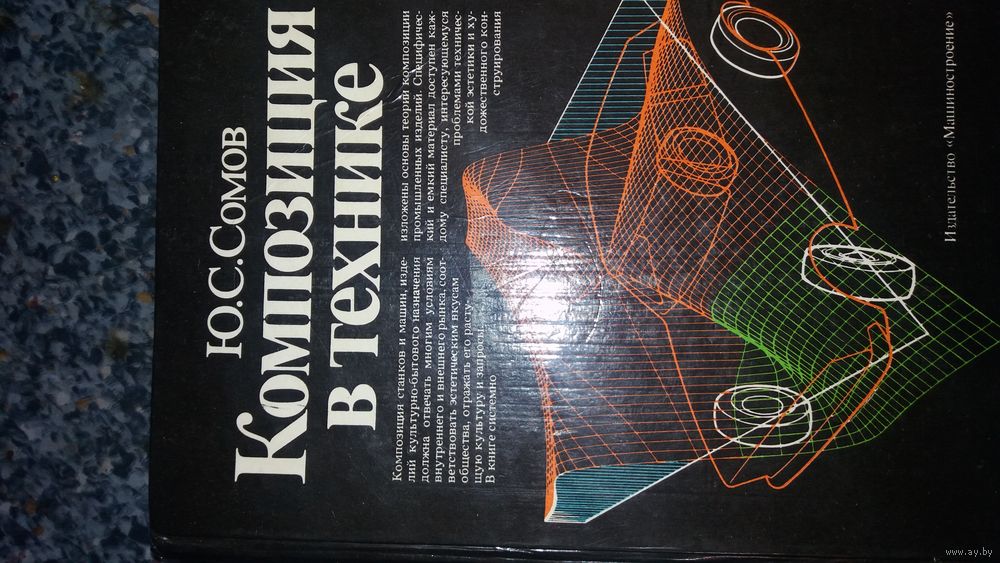 Ю.С.Сомов
Композиция
в технике
Композиция станков и машин, изде-
лий культурно-бытового назначения
должна отвечать многим условиям
внутреннего и внешнего рынка, соот-
ветствовать эстетическим вкусам
общества, отражать его расту-
щую культуру и запросы.
В книге системно
изложены основы теории композиции
промышленных изделий. Специфичес-
кий и емкий материал доступен каж-
дому специалисту, интересующемуся
проблемами техничес-
кой эстетики и ху-
дожественного кон-
струирования
Издательство «Машиностроение»
www.ay.by